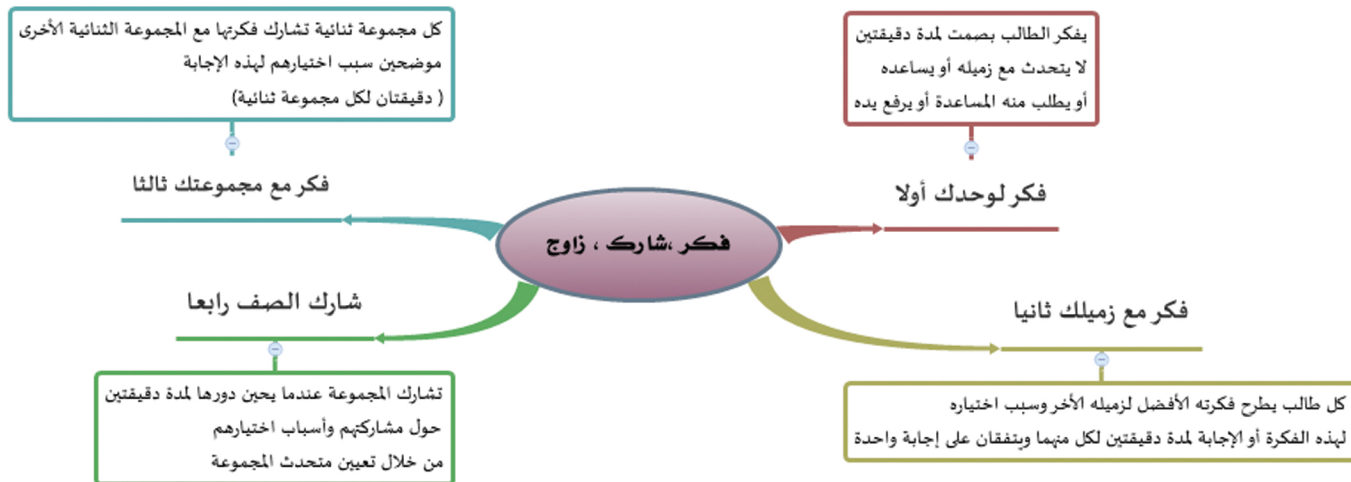 فكر ،شارك ، زاوج
يفكر الطالب بصمت لمدة دقيقتين
لا يتحدث مع زميله أو يساعده
أو يطلب منه المساعدة أو يرفع يده
فكر لوحدك أولا
فكر مع زميلك ثانيا
كل طالب يطرح فكرته الأفضل لزميله الأخر وسبب اختياره
لهذه الفكرة أو الإجابة لمدة دقيقتين لكل منهما ويتفقان على إجابة واحدة
كل مجموعة ثنائية تشارك فكرتها مع المجموعة الثنائية الأخرى
موضحين سبب اختيارهم لهذه الإجابة
( دقيقتان لكل مجموعة ثنائية)
فكر مع مجموعتك ثالثا
شارك الصف رابعا
تشارك المجموعة عندما يحين دورها لمدة دقيقتين
حول مشاركتهم وأسباب اختيارهم
من خلال تعيين متحدث المجموعة